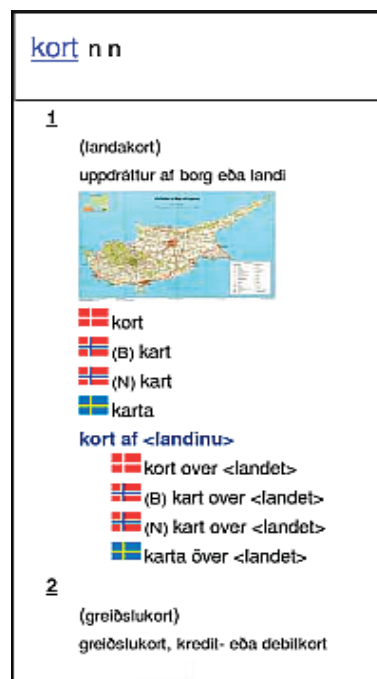 kort n n
1
(landakort)
uppdráttur af borg eða landi
kort
(B) kart
(N) kart
karta
kort af <landinu>
kort over <landet>
(B) kart over <landet>
(N) kart over <landet>
karta över <landet>
2
(greiðslukort)
greiðslukort, kredit- eða debilkort